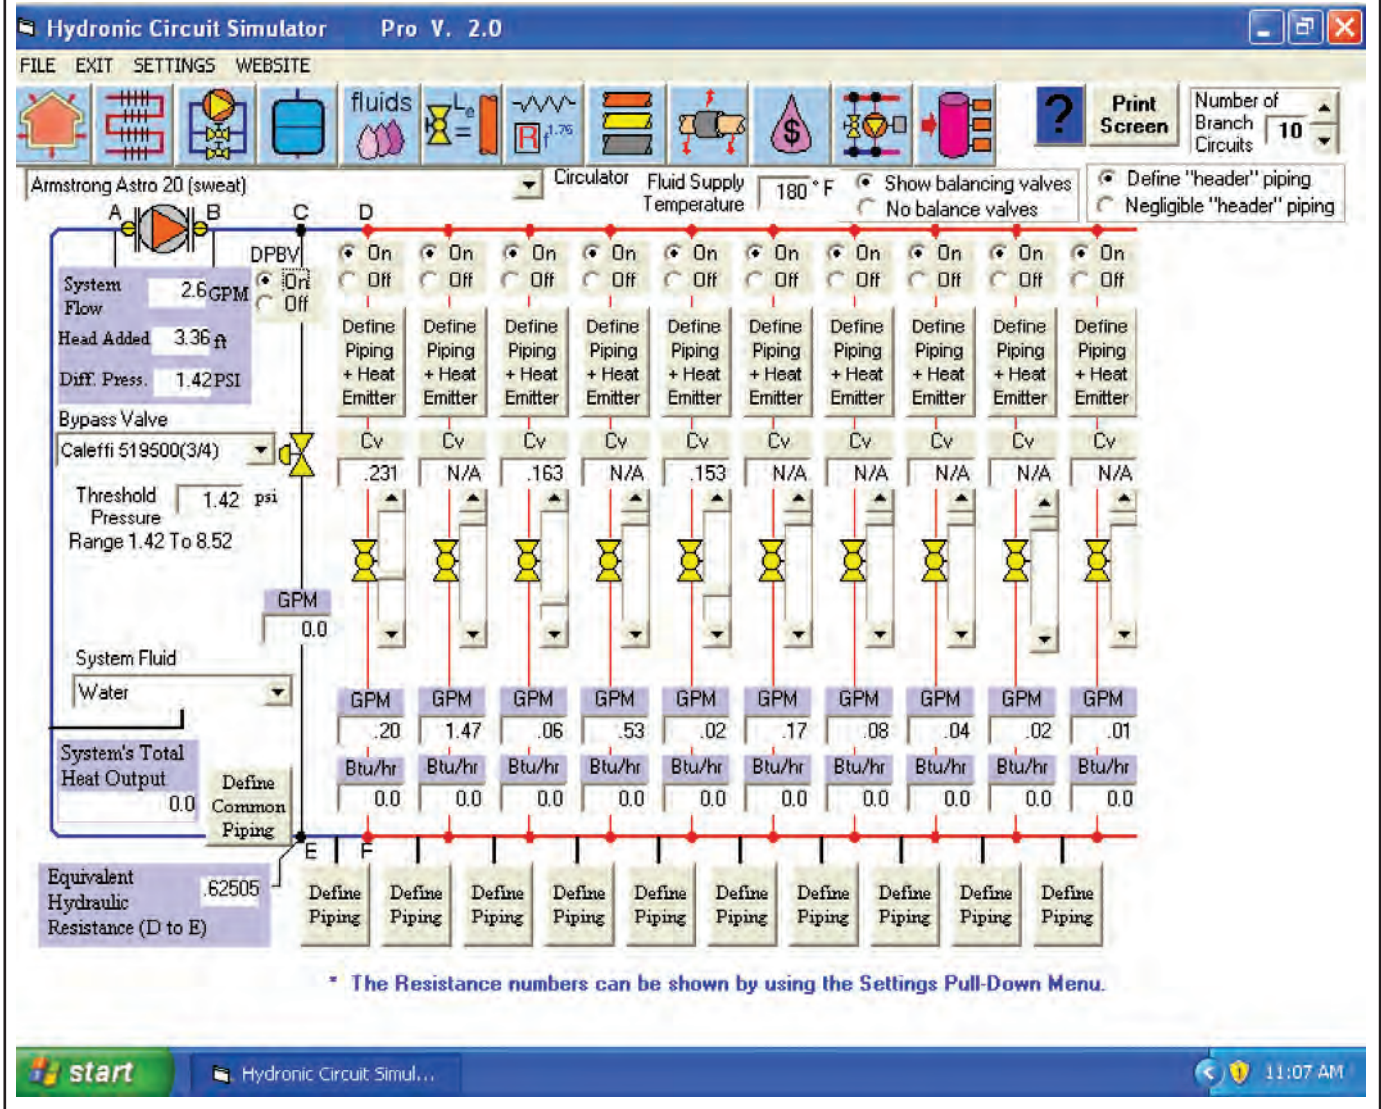 Hydronic Circuit Simulator Pro V. 2.0
FILE EXIT SETTINGS WEBSITE
fluids
Le
=
R f1.75
$
?
Print Screen
Number of Branch Circuits 10
Armstrong Astro 20 (sweat)
Circulator
Fluid Supply Temperature 180 ° F
Show balancing valves
No balance valves
Define "header" piping
Negligible "header" piping
A B C D
DPBV
On
Off
System Flow 2.6 GPM
Head Added 3.36 ft
Diff. Press. 1.42 PSI
On On On On On On On On On On
Off Off Off Off Off Off Off Off Off Off
Define Define Define Define Define Define Define Define Define Define
Piping Piping Piping Piping Piping Piping Piping Piping Piping Piping
+ Heat + Heat + Heat + Heat + Heat + Heat + Heat + Heat + Heat + Heat
Emitter Emitter Emitter Emitter Emitter Emitter Emitter Emitter Emitter Emitter
Bypass Valve
Caleffi 519500(3/4)
Cv Cv Cv Cv Cv Cv Cv Cv Cv Cv
.231 N/A .163 N/A .153 N/A N/A N/A N/A N/A
Threshold Pressure 1.42 psi
Range 1.42 To 8.52
GPM
0.0
System Fluid
Water
GPM GPM GPM GPM GPM GPM GPM GPM GPM GPM
.20 1.47 .06 .53 .02 .17 .08 .04 .02 .01
System's Total
Heat Output
0.0
Define
Common
Piping
Btu/hr Btu/hr Btu/hr Btu/hr Btu/hr Btu/hr Btu/hr Btu/hr Btu/hr Btu/hr
0.0 0.0 0.0 0.0 0.0 0.0 0.0 0.0 0.0 0.0
E F
Equivalent
Hydraulic
Resistance (D to E)
.62505
Define Define Define Define Define Define Define Define Define Define
Piping Piping Piping Piping Piping Piping Piping Piping Piping Piping
* The Resistance numbers can be shown by using the Settings Pull-Down Menu.
start
Hydronic Circuit Simul...
11:07 AM